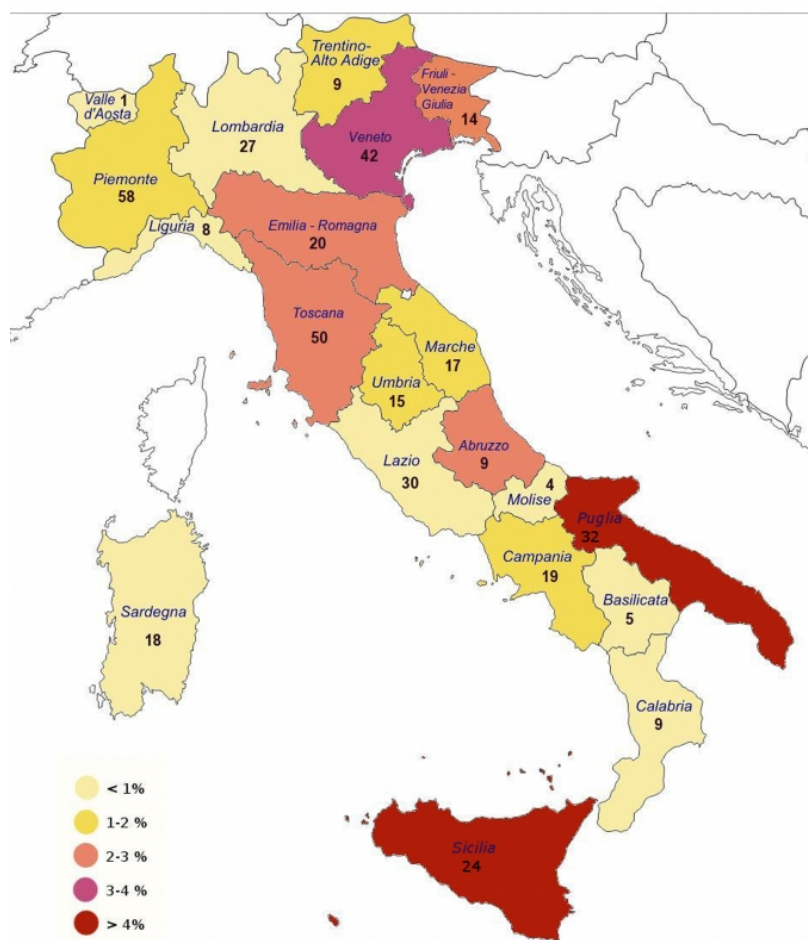 Trentino-
Alto Adige
9
Friuli -
Venezia
Giulia
14
Valle 1
d'Aosta
Lombardia
27
Veneto
42
Piemonte
58
Liguria 8
Emilia - Romagna
20
Toscana
50
Marche
17
Umbria
15
Abruzzo
9
Lazio
30
4
Molise
Puglia
32
Campania
19
Basilicata
5
Sardegna
18
Calabria
9
Sicilia
24
< 1%
1-2 %
2-3 %
3-4 %
> 4%